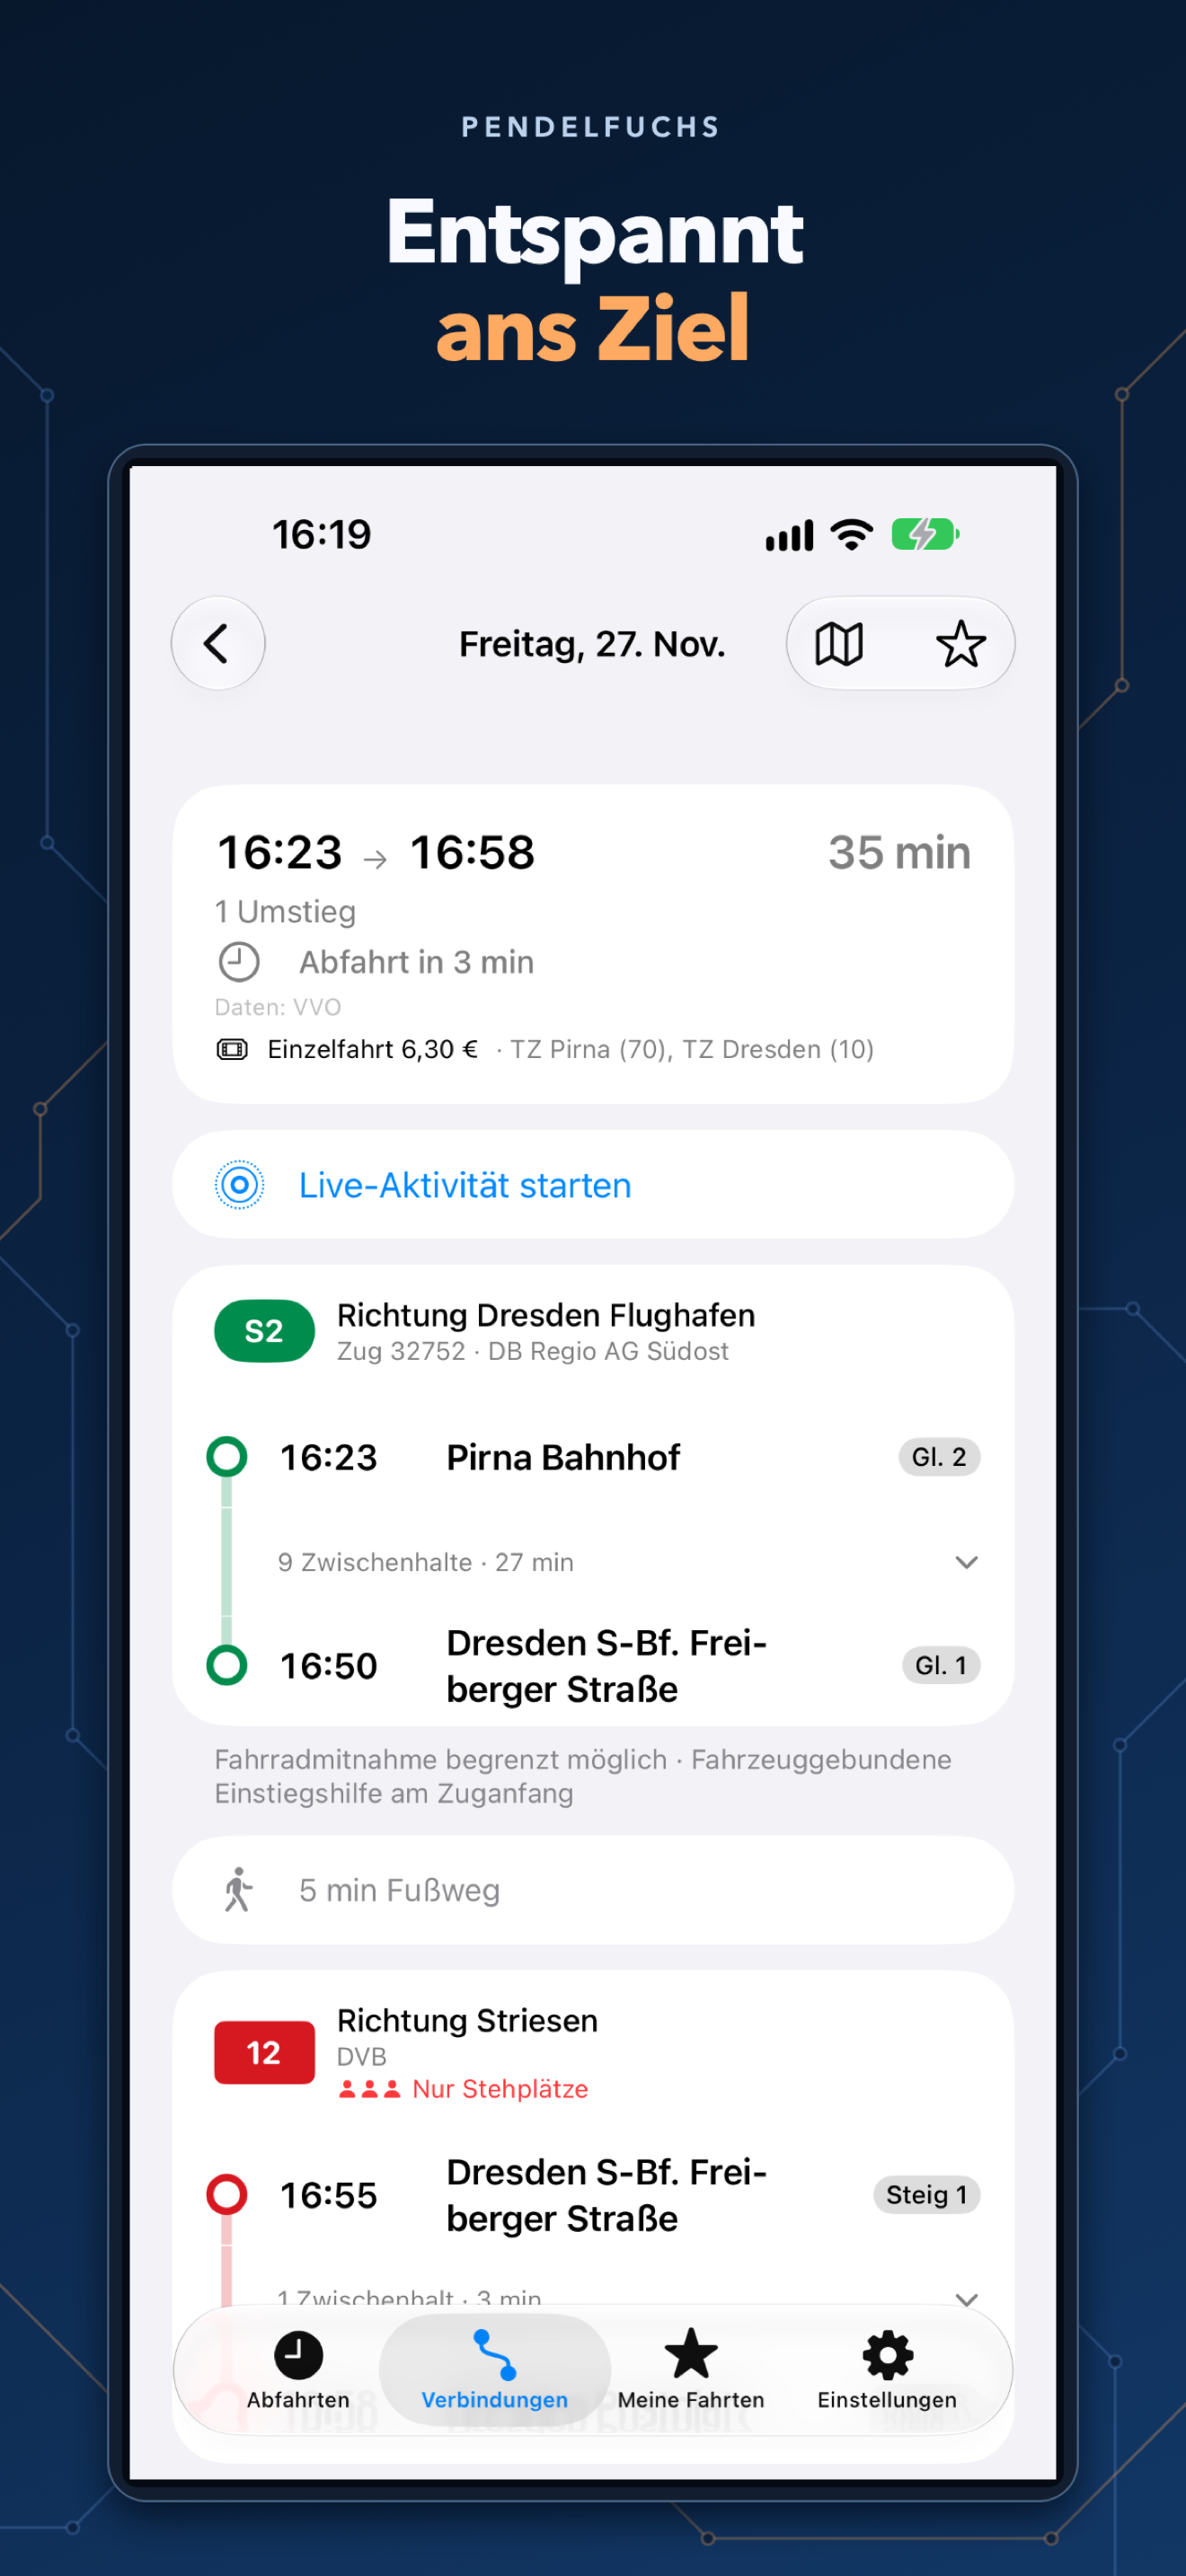 PENDELFUCHS
Entspannt
ans Ziel
16:19
Freitag, 27. Nov.
16:23 → 16:58 35 min
1 Umstieg
Abfahrt in 3 min
Daten: VVO
Einzelfahrt 6,30 € · TZ Pirna (70), TZ Dresden (10)
Live-Aktivität starten
S2 Richtung Dresden Flughafen
Zug 32752 · DB Regio AG Südost
16:23 Pirna Bahnhof Gl. 2
9 Zwischenhalte · 27 min
16:50 Dresden S-Bf. Frei-
berger Straße Gl. 1
Fahrradmitnahme begrenzt möglich · Fahrzeuggebundene
Einstiegshilfe am Zuganfang
5 min Fußweg
12 Richtung Striesen
DVB
Nur Stehplätze
16:55 Dresden S-Bf. Frei-
berger Straße Steig 1
1 Zwischenhalt · 3 min
Abfahrten Verbindungen Meine Fahrten Einstellungen